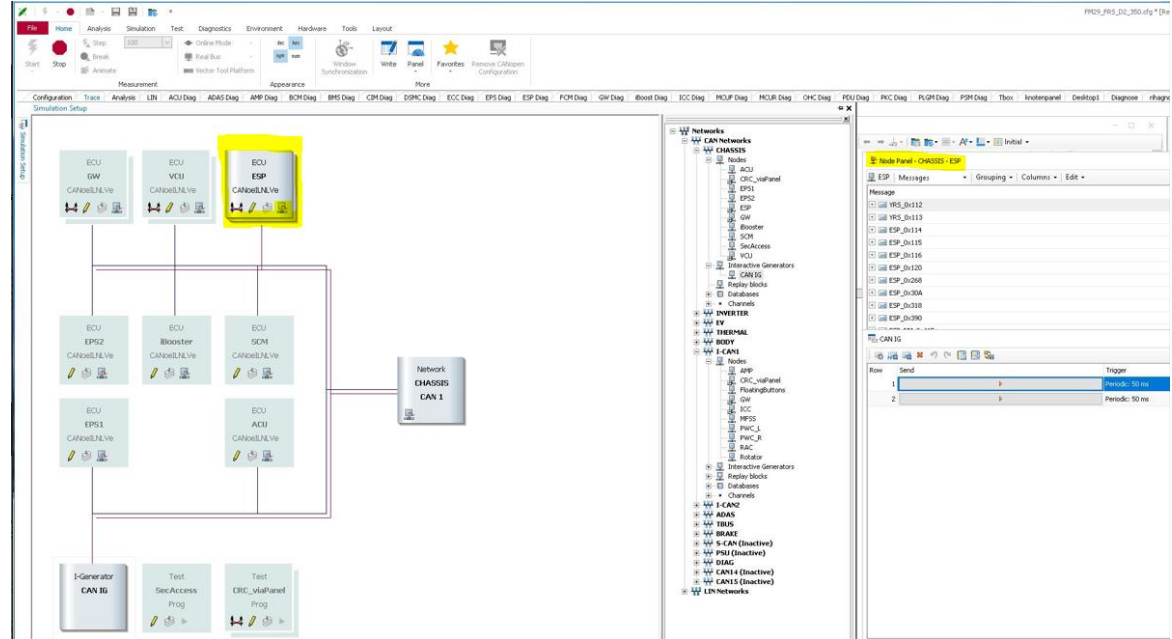 FM29_FRS_D2_350.cfg * [Re
File Home Analysis Simulation Test Diagnostics Environment Hardware Tools Layout
Start
Stop
Step 100
Break
Animate
Measurement
Online Mode
Real Bus
Vector Tool Platform
dec hex
sym num
Appearance
Window Synchronization
Write
Panel
Favorites
Remove CANopen Configuration
More
Configuration Trace Analysis LIN ACU Diag ADAS Diag AMP Diag BCM Diag BMS Diag CIM Diag DSMC Diag ECC Diag EPS Diag ESP Diag FCM Diag GW Diag iBoost Diag ICC Diag MCUF Diag MCUR Diag OHC Diag PDU Diag PKC Diag PLGM Diag PSM Diag Tbox knotenpanel Desktop1 Diagnose
Simulation Setup
Simulation Setup
ECU
GW
CANoeILNLVe
ECU
VCU
CANoeILNLVe
ECU
ESP
CANoeILNLVe
ECU
EPS2
CANoeILNLVe
ECU
iBooster
CANoeILNLVe
ECU
SCM
CANoeILNLVe
ECU
EPS1
CANoeILNLVe
ECU
ACU
CANoeILNLVe
Network
CHASSIS
CAN 1
I-Generator
CAN IG
Test
SecAccess
Prog
Test
CRC_viaPanel
Prog
Networks
CAN Networks
CHASSIS
Nodes
ACU
CRC_viaPanel
EPS1
EPS2
ESP
GW
iBooster
SCM
SecAccess
VCU
Interactive Generators
CAN IG
Replay blocks
Databases
Channels
INVERTER
EV
THERMAL
BODY
I-CAN1
Nodes
AMP
CRC_viaPanel
FloatingButtons
GW
ICC
MFSS
PWC_L
PWC_R
RAC
Rotator
Interactive Generators
Replay blocks
Databases
Channels
I-CAN2
ADAS
TBUS
BRAKE
S-CAN (Inactive)
PSU (Inactive)
DIAG
CAN14 (Inactive)
CAN15 (Inactive)
LIN Networks
Initial
Node Panel - CHASSIS - ESP
ESP Messages Grouping Columns Edit
Message
YRS_0x112
YRS_0x113
ESP_0x114
ESP_0x115
ESP_0x116
ESP_0x120
ESP_0x268
ESP_0x30A
ESP_0x318
ESP_0x390
CAN IG
Row Send Trigger
1 Periodic: 50 ms
2 Periodic: 50 ms